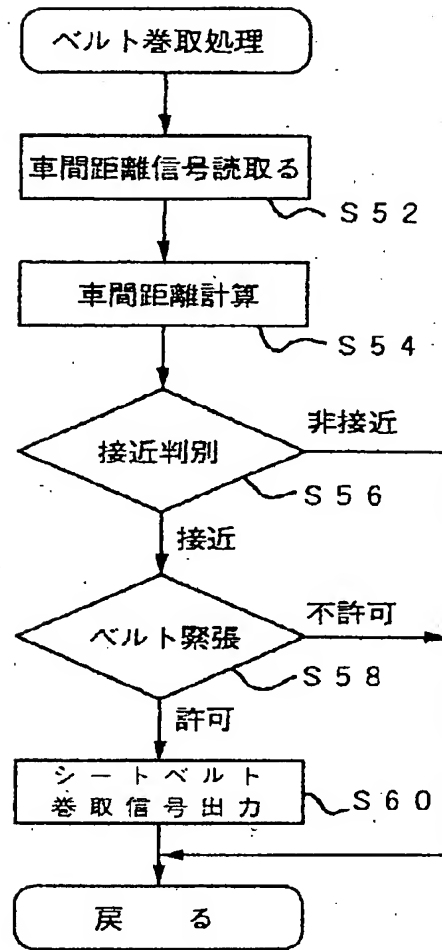 ベルト巻取処理
車間距離信号読取る
S52
車間距離計算
S54
接近判別
非接近
S56
接近
ベルト緊張
不許可
S58
許可
シートベルト
巻取信号出力
S60
戻る